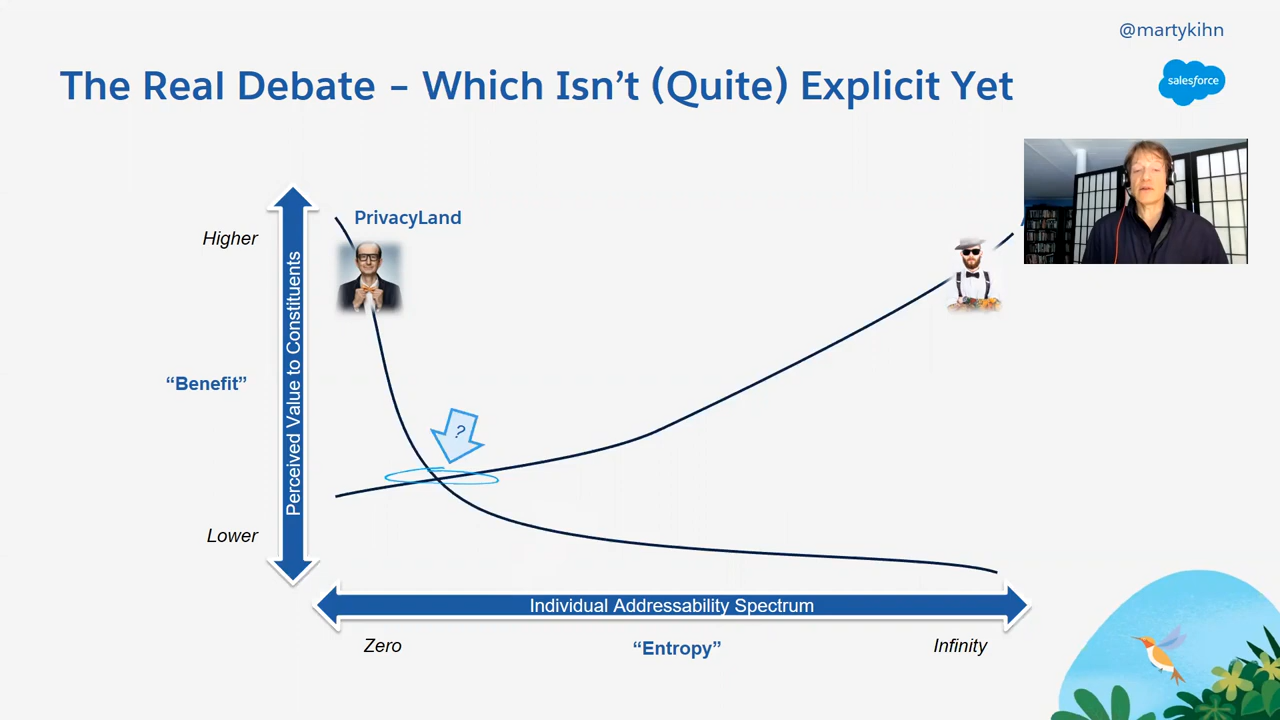 @martykihn
The Real Debate – Which Isn’t (Quite) Explicit Yet
salesforce
PrivacyLand
Higher
“Benefit”
Perceived Value to Constituents
?
Lower
Individual Addressability Spectrum
Zero
“Entropy”
Infinity